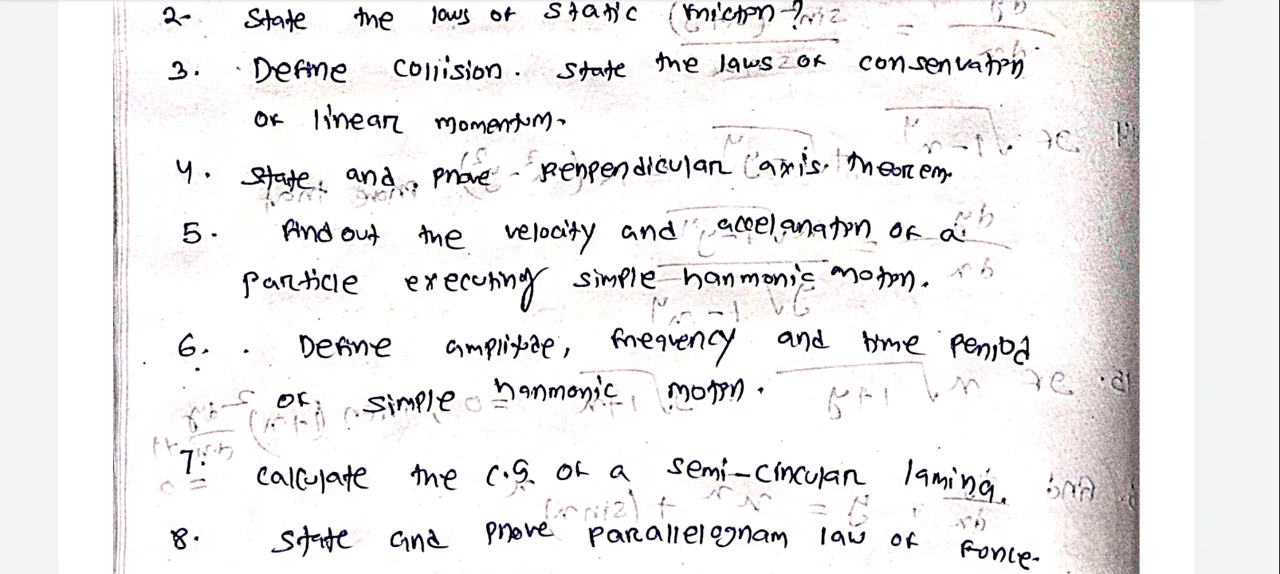 2- State the laws of static friction?
3. Define collision. State the laws of conservation
of linear momentum.
4. State and prove perpendicular axis theorem.
5. find out the velocity and accelaration of a
particle executing simple harmonic motion.
6. Define amplitude, frequency and time period
of simple harmonic motion.
7. calculate the C.G. of a semi-circular lamina.
8. state and prove parallelogram law of force.